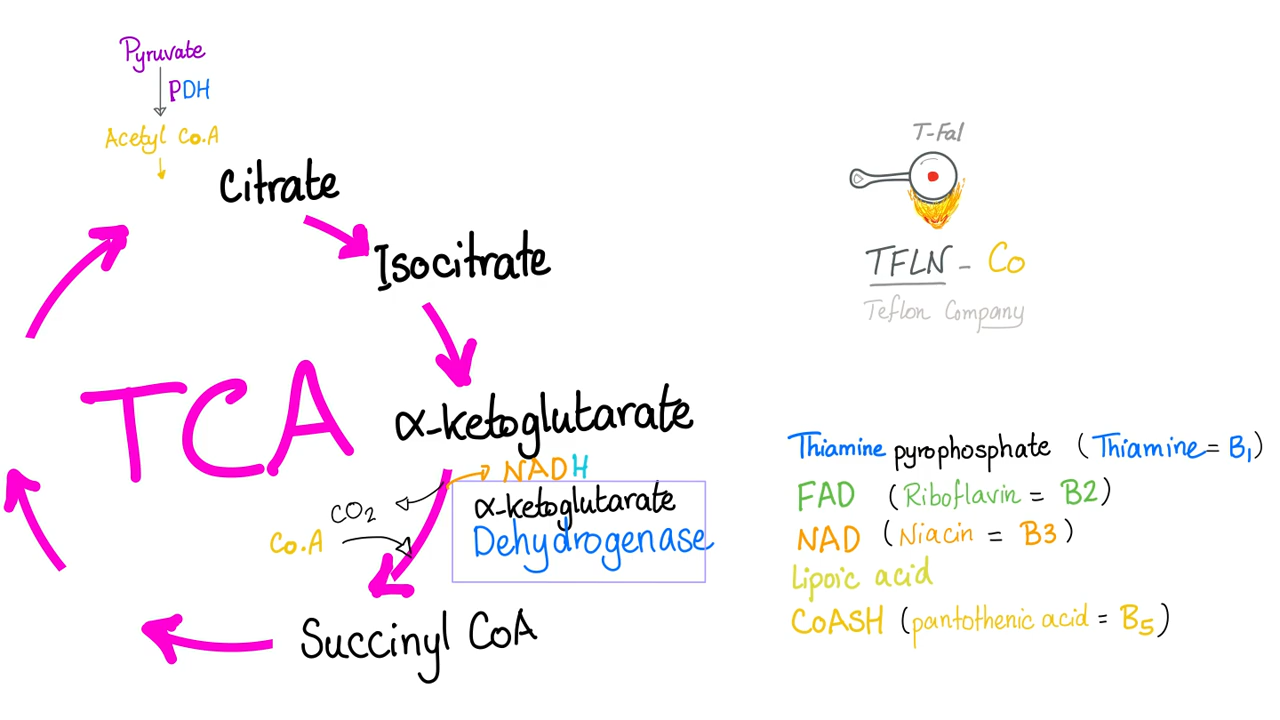 Pyruvate
PDH
Acetyl Co.A
Citrate
Isocitrate
TCA
α-ketoglutarate
NADH
CO2
Co.A
α-ketoglutarate
Dehydrogenase
Succinyl CoA
T-Fal
TFLN - Co
Teflon Company
Thiamine pyrophosphate (Thiamine = B1)
FAD (Riboflavin = B2)
NAD (Niacin = B3)
Lipoic acid
CoASH (pantothenic acid = B5)